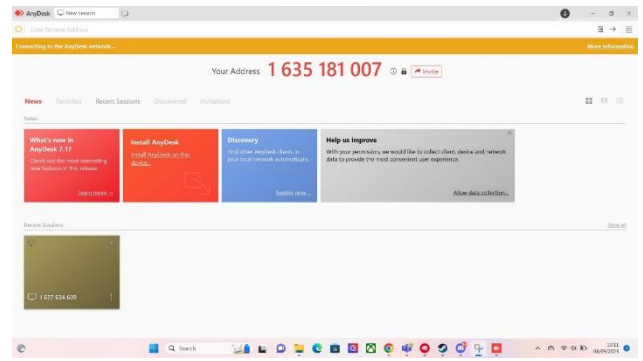 AnyDesk New Session
Enter Remote Address
Connecting to the AnyDesk network... More Information
Your Address 1 635 181 007 Invite
News Favorites Recent Sessions Discovered Invitations
News
What's new in AnyDesk 7.1?
Check out the most interesting new features in this release.
Learn more
Install AnyDesk
Install AnyDesk on this device...
Discovery
Find other AnyDesk clients in your local network automatically.
Enable now...
Help us improve
With your permission, we would like to collect client, device and network data to provide the most convenient user experience.
Allow data collection...
Recent Sessions Show all
1 637 634 609
Search